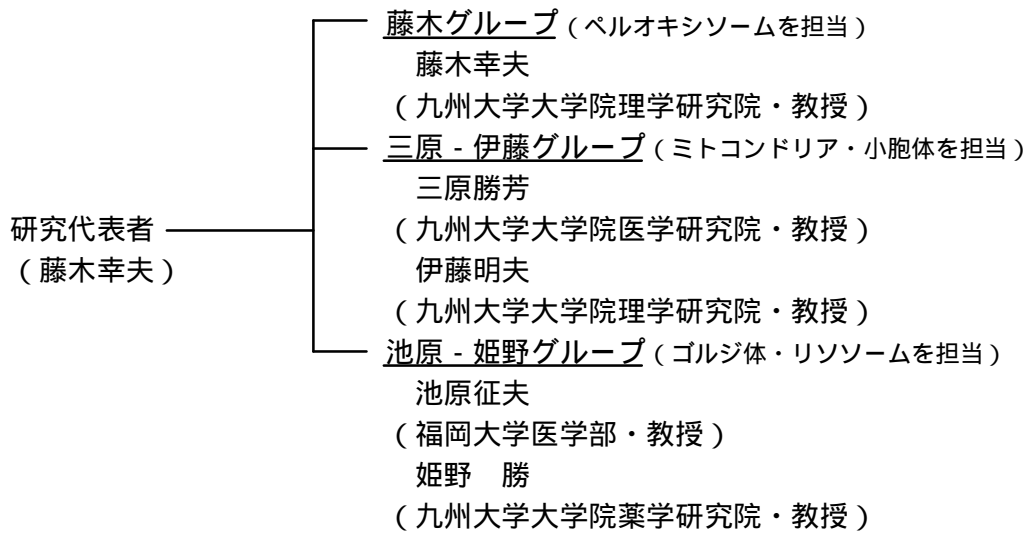 藤木グループ（ペルオキシソームを担当）
藤木幸夫
（九州大学大学院理学研究院・教授）
三原‐伊藤グループ（ミトコンドリア・小胞体を担当）
三原勝芳
研究代表者
（九州大学大学院医学研究院・教授）
（藤木幸夫）
伊藤明夫
（九州大学大学院理学研究院・教授）
池原‐姫野グループ（ゴルジ体・リソソームを担当）
池原征夫
（福岡大学医学部・教授）
姫野　勝
（九州大学大学院薬学研究院・教授）